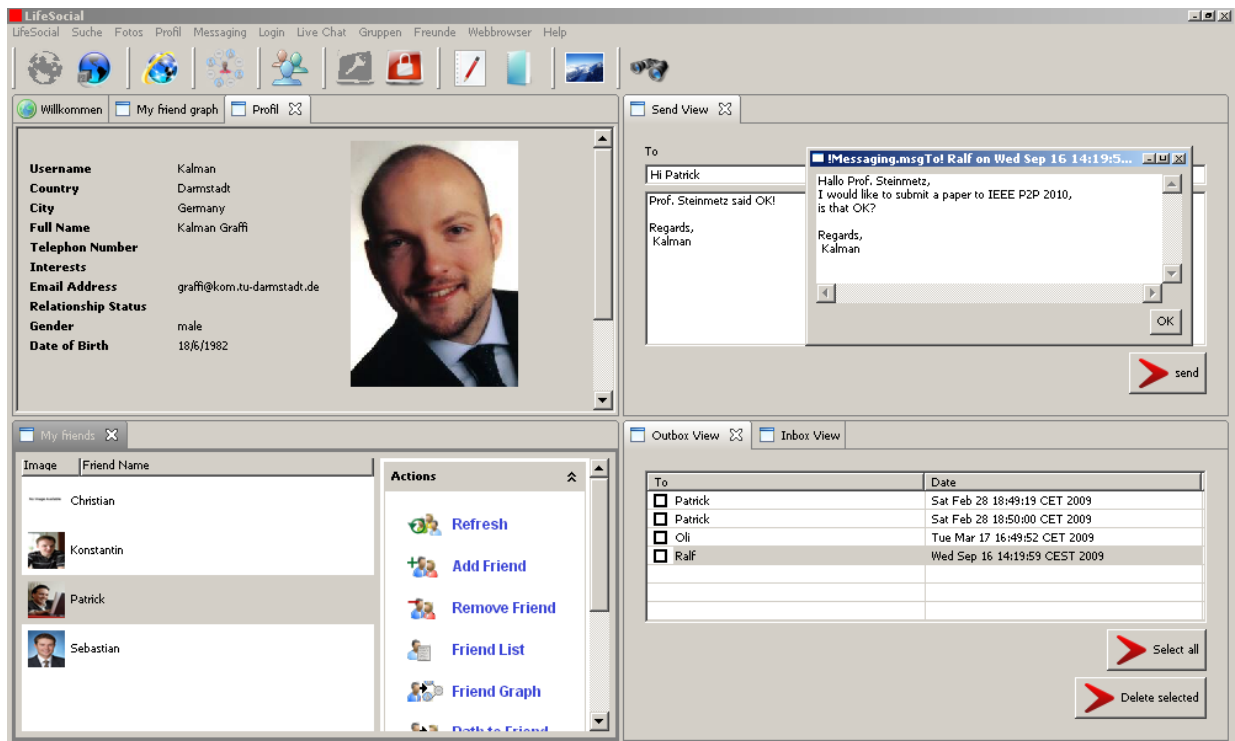 LifeSocial
LifeSocial Suche Fotos Profil Messaging Login Live Chat Gruppen Freunde Webbrowser Help
Willkommen My friend graph Profil
Username Kalman
Country Darmstadt
City Germany
Full Name Kalman Graffi
Telephon Number
Interests
Email Address graffi@kom.tu-darmstadt.de
Relationship Status
Gender male
Date of Birth 18/6/1982
Send View
To
Hi Patrick
Prof. Steinmetz said OK!
Regards,
Kalman
!Messaging.msgTo! Ralf on Wed Sep 16 14:19:5...
Hallo Prof. Steinmetz,
I would like to submit a paper to IEEE P2P 2010,
is that OK?
Regards,
Kalman
OK
send
My friends
Image Friend Name
Christian
Konstantin
Patrick
Sebastian
Actions
Refresh
Add Friend
Remove Friend
Friend List
Friend Graph
Path to Friend
Outbox View Inbox View
To Date
Patrick Sat Feb 28 18:49:19 CET 2009
Patrick Sat Feb 28 18:50:00 CET 2009
Oli Tue Mar 17 16:49:52 CET 2009
Ralf Wed Sep 16 14:19:59 CEST 2009
Select all
Delete selected